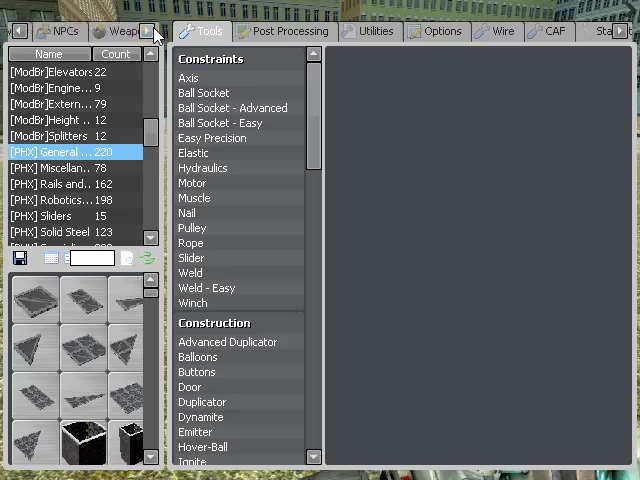 NPCs
Weapo
Tools
Post Processing
Utilities
Options
Wire
CAF
Name
Count
[ModBr]Elevators 22
[ModBr]Engine... 9
[ModBr]Extern... 79
[ModBr]Height .. 12
[ModBr]Splitters 12
[PHX] General ... 220
[PHX] Miscellan.. 78
[PHX] Rails and.. 162
[PHX] Robotics... 198
[PHX] Sliders 15
[PHX] Solid Steel 123
Constraints
Axis
Ball Socket
Ball Socket - Advanced
Ball Socket - Easy
Easy Precision
Elastic
Hydraulics
Motor
Muscle
Nail
Pulley
Rope
Slider
Weld
Weld - Easy
Winch
Construction
Advanced Duplicator
Balloons
Buttons
Door
Duplicator
Dynamite
Emitter
Hover-Ball
Ignite